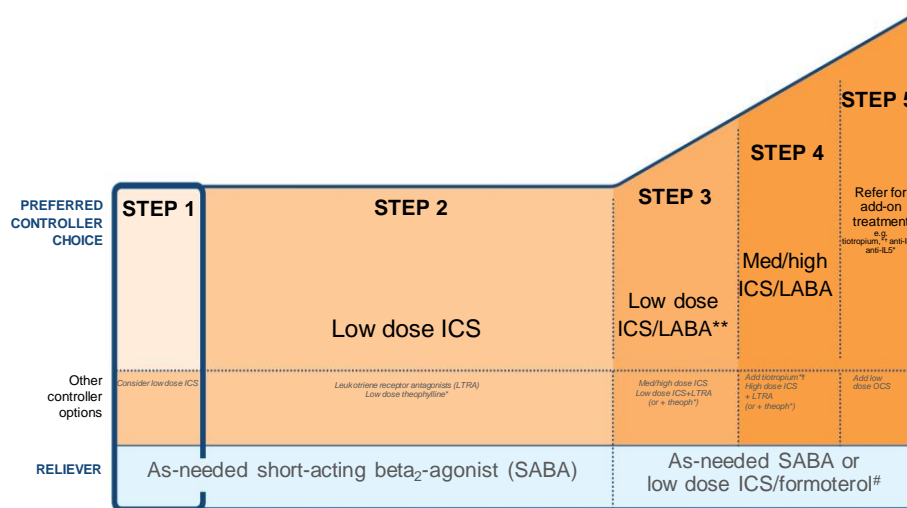 STEP 5
STEP 4
STEP 1
STEP 2
STEP 3
PREFERRED
CONTROLLER
CHOICE
Refer for
add-on
treatment
e.g.
tiotropium,*† anti-I
anti-IL5*
Med/high
ICS/LABA
Low dose
ICS/LABA**
Low dose ICS
Other
controller
options
Consider low dose ICS
Leukotriene receptor antagonists (LTRA)
Low dose theophylline*
Med/high dose ICS
Low dose ICS+LTRA
(or + theoph*)
Add tiotropium*†
High dose ICS
+ LTRA
(or + theoph*)
Add low
dose OCS
RELIEVER
As-needed short-acting beta₂-agonist (SABA)
As-needed SABA or
low dose ICS/formoterol#